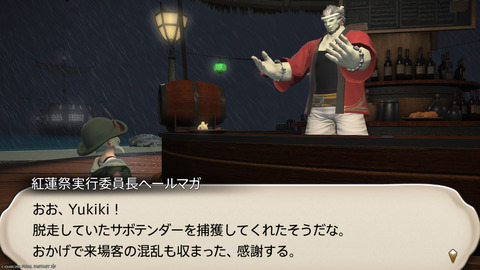 紅蓮祭実行委員長ヘールマガ
おお、Yukiki！
脱走していたサボテンダーを捕獲してくれたそうだな。
おかげで来場客の混乱も収まった、感謝する。